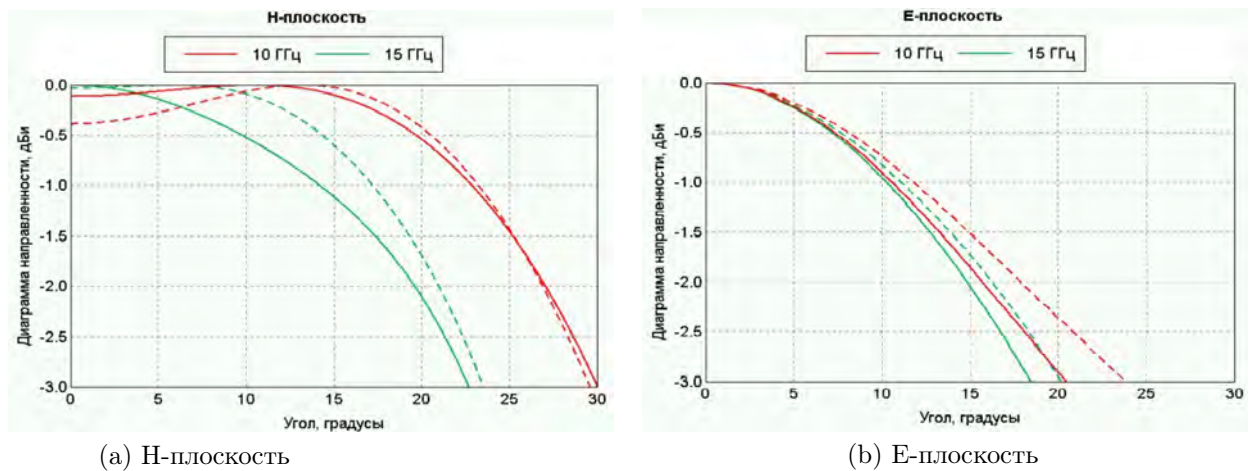 Н-плоскость
10 ГГц 15 ГГц
Диаграмма направленности, дБи
0.0
-0.5
-1.0
-1.5
-2.0
-2.5
-3.0
0 5 10 15 20 25 30
Угол, градусы
(a) Н-плоскость
Е-плоскость
10 ГГц 15 ГГц
Диаграмма направленности, дБи
0.0
-0.5
-1.0
-1.5
-2.0
-2.5
-3.0
0 5 10 15 20 25 30
Угол, градусы
(b) Е-плоскость